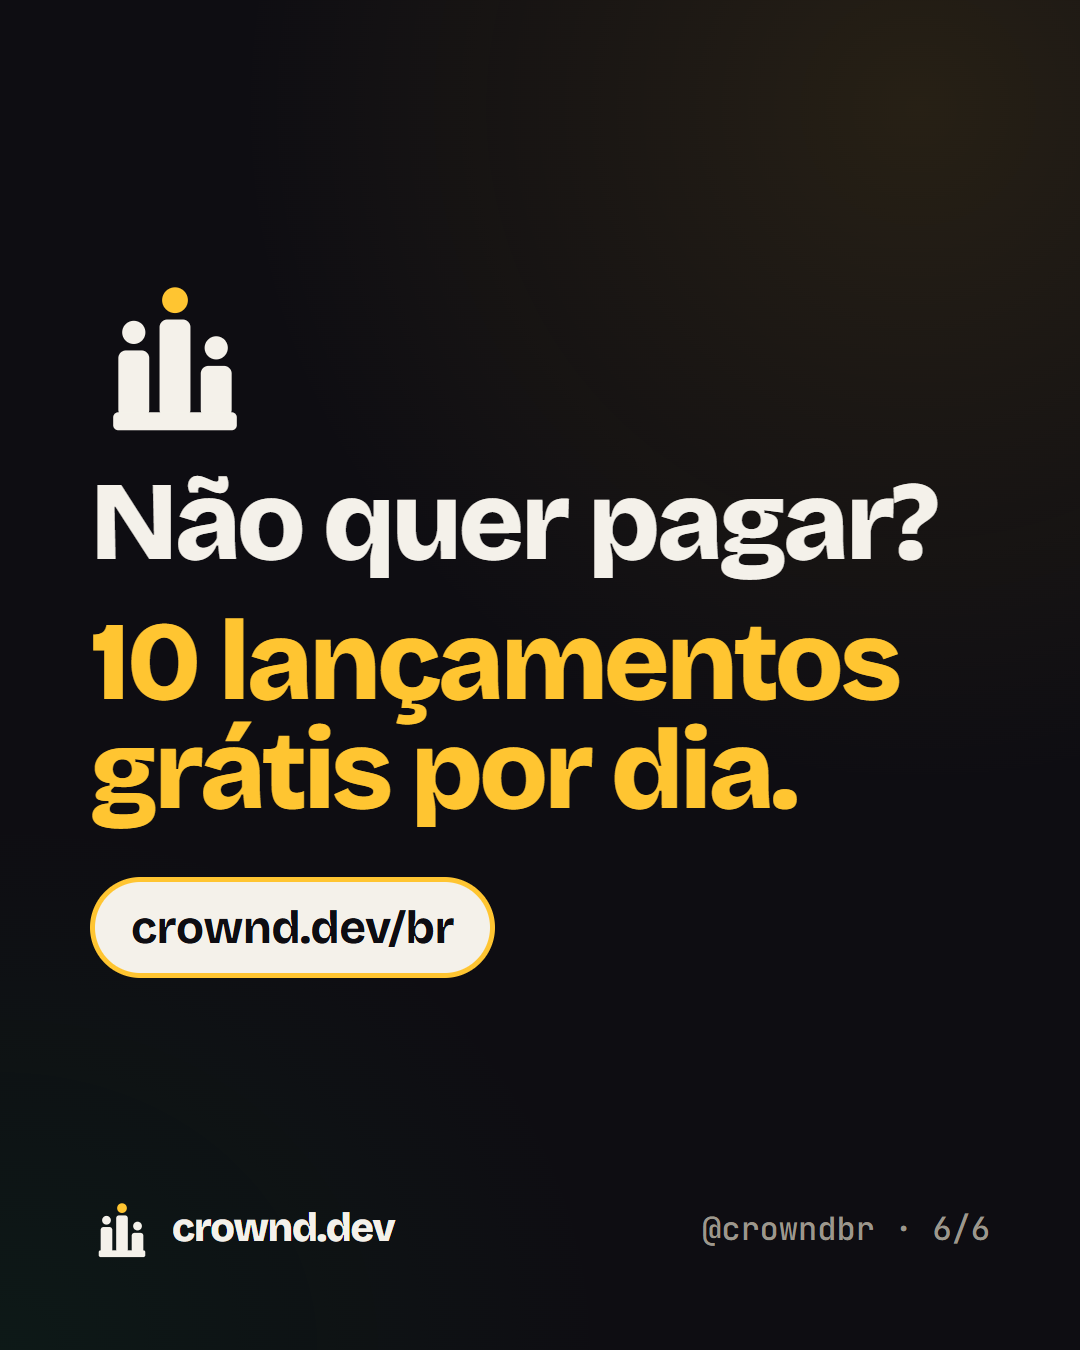 Não quer pagar?
10 lançamentos
grátis por dia.
crownd.dev/br
crownd.dev
@crowndbr · 6/6